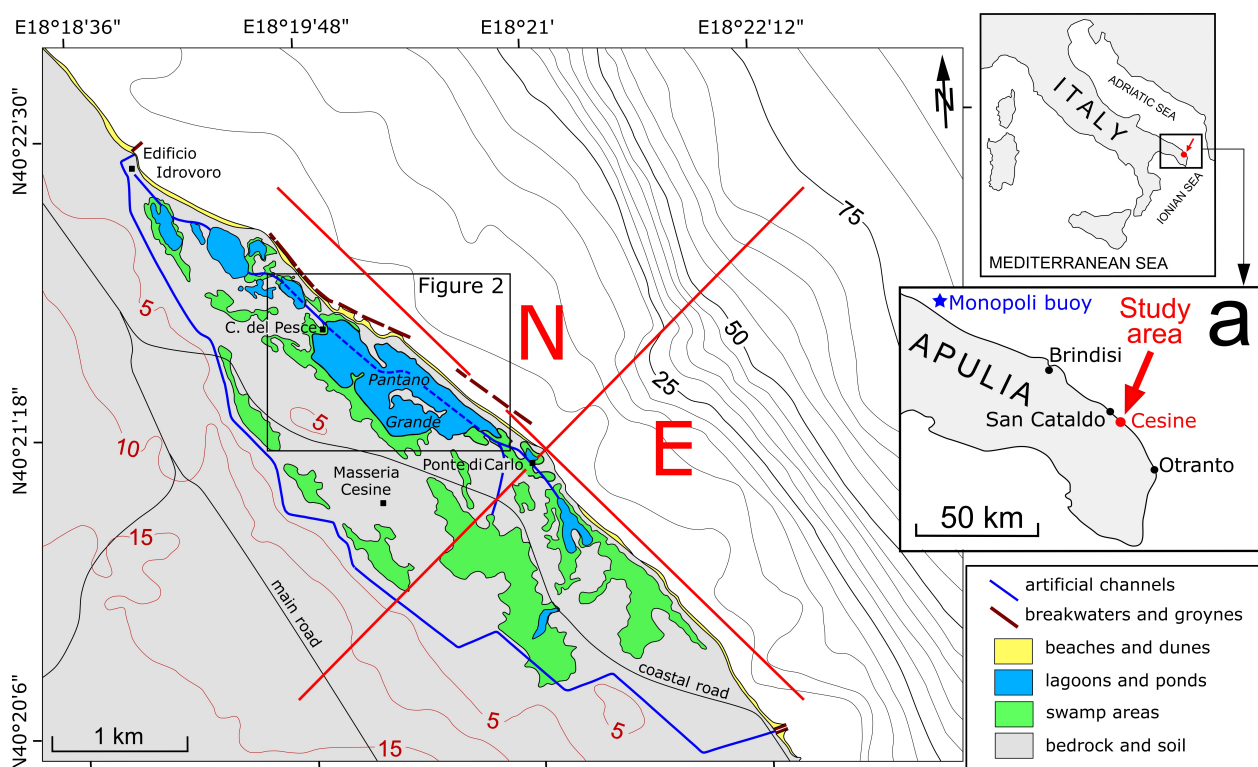 E18°18'36"
E18°19'48"
E18°21'
E18°22'12"
N40°22'30"
N40°21'18"
N40°20'6"
N
Edificio
Idrovoro
Figure 2
C. del Pesce
Pantano
Grande
Ponte di Carlo
Masseria
Cesine
N
E
75
50
25
5
5
10
15
5
5
15
main road
coastal road
1 km
ITALY
ADRIATIC SEA
IONIAN SEA
MEDITERRANEAN SEA
a
Monopoli buoy
Study
area
APULIA
Brindisi
San Cataldo
Cesine
Otranto
50 km
artificial channels
breakwaters and groynes
beaches and dunes
lagoons and ponds
swamp areas
bedrock and soil